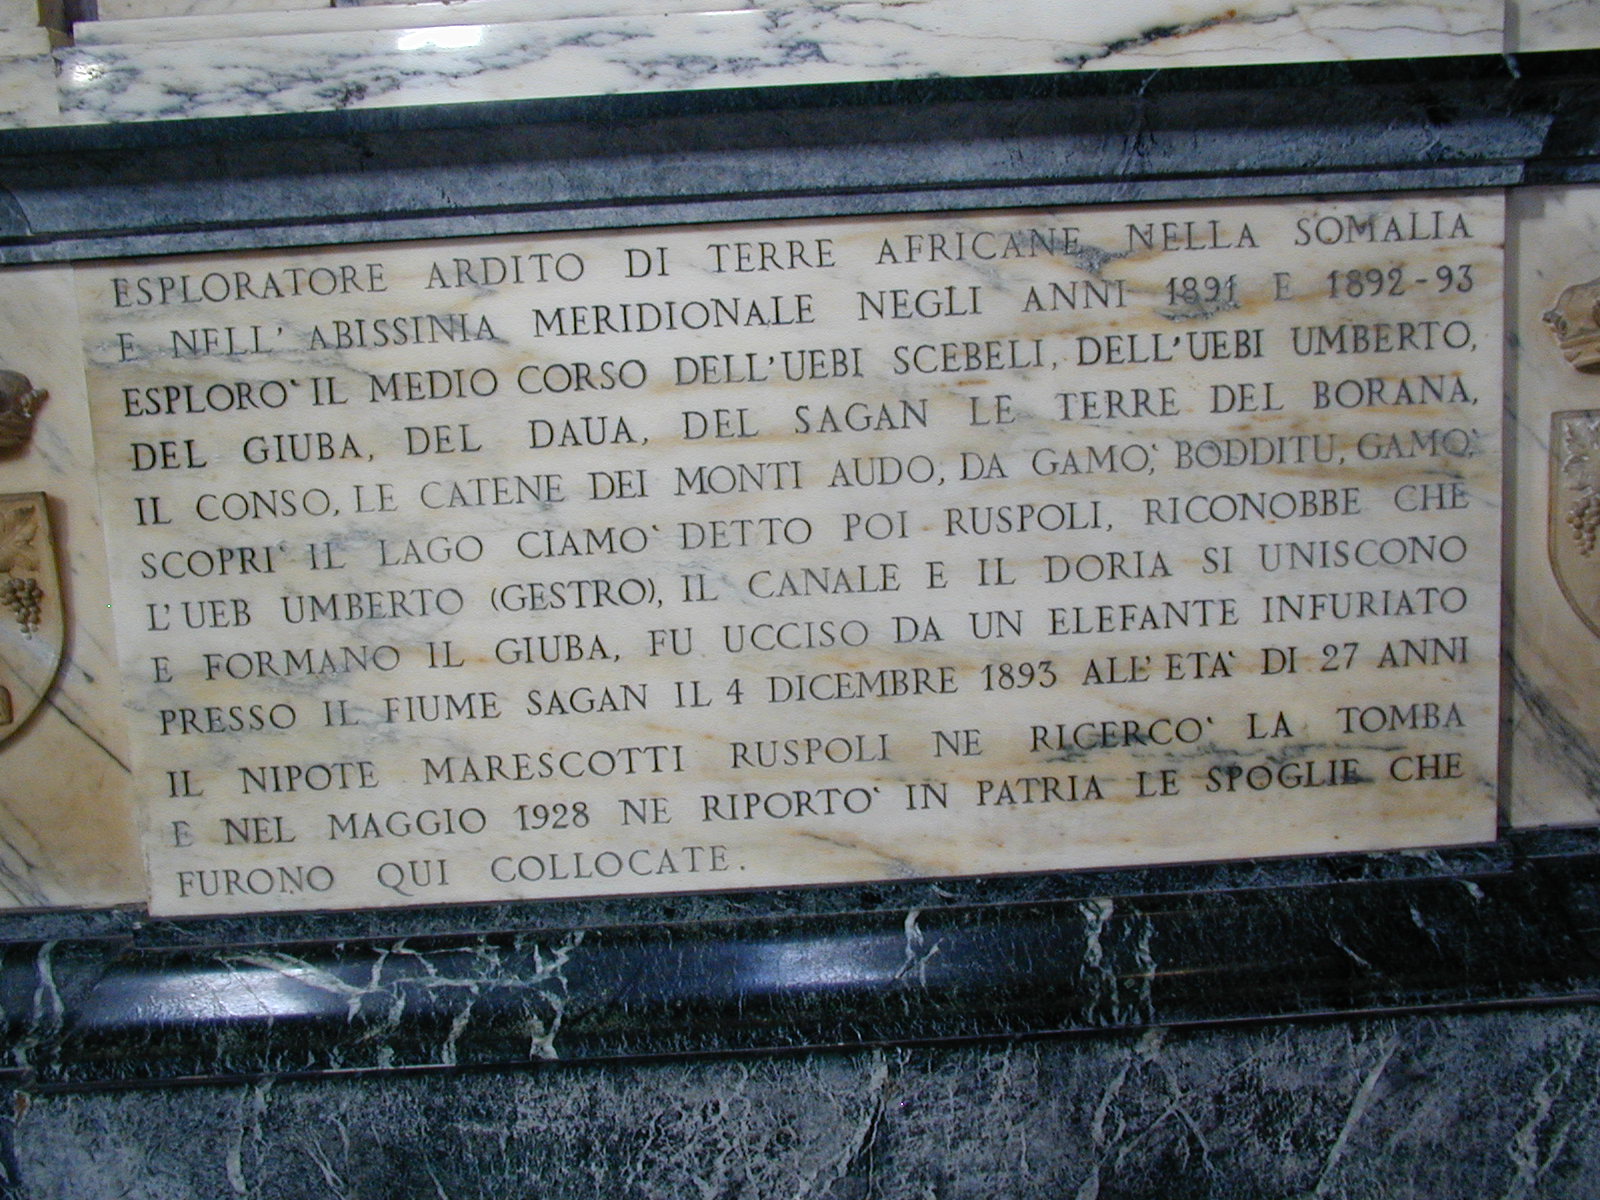 ESPLORATORE ARDITO DI TERRE AFRICANE NELLA SOMALIA
E NELL' ABISSINIA MERIDIONALE NEGLI ANNI 1891 E 1892-93
ESPLORO` IL MEDIO CORSO DELL'UEBI SCEBELI, DELL'UEBI UMBERTO,
DEL GIUBA, DEL DAUA, DEL SAGAN LE TERRE DEL BORANA,
IL CONSO, LE CATENE DEI MONTI AUDO, DA GAMO`, BODDITU, GAMO`,
SCOPRI` IL LAGO CIAMO` DETTO POI RUSPOLI, RICONOBBE CHE
L'UEB UMBERTO (GESTRO), IL CANALE E IL DORIA SI UNISCONO
E FORMANO IL GIUBA, FU UCCISO DA UN ELEFANTE INFURIATO
PRESSO IL FIUME SAGAN IL 4 DICEMBRE 1893 ALL'ETA` DI 27 ANNI
IL NIPOTE MARESCOTTI RUSPOLI NE RICERCO` LA TOMBA
E NEL MAGGIO 1928 NE RIPORTO` IN PATRIA LE SPOGLIE CHE
FURONO QUI COLLOCATE.